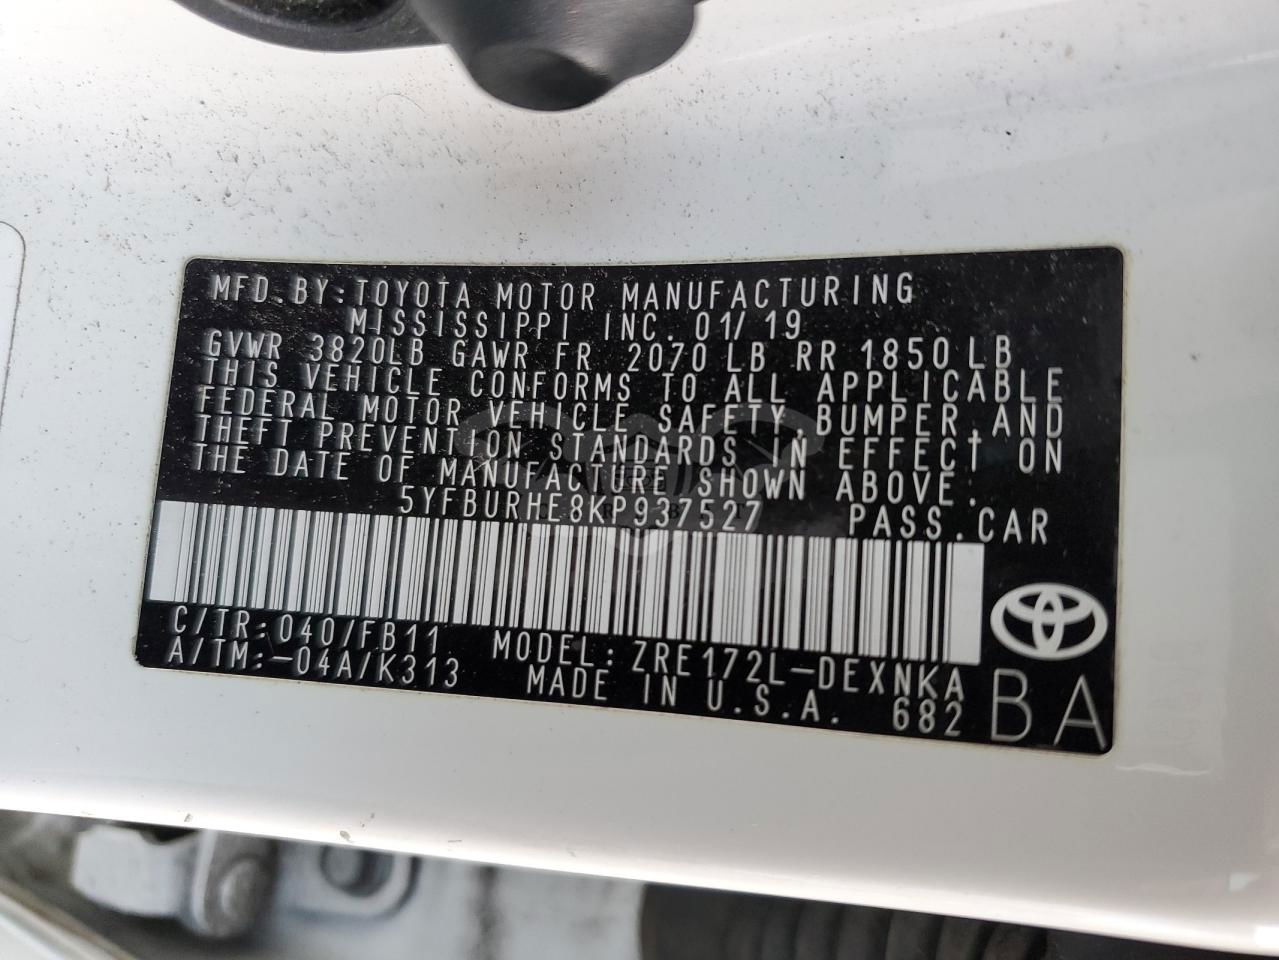 MFD.BY:TOYOTA MOTOR MANUFACTURING
MISSISSIPPI INC. 01/19
GVWR 3820LB GAWR FR 2070 LB RR 1850 LB
THIS VEHICLE CONFORMS TO ALL APPLICABLE
FEDERAL MOTOR VEHICLE SAFETY,BUMPER,AND
THEFT PREVENTION STANDARDS IN EFFECT ON
THE DATE OF MANUFACTURE SHOWN ABOVE.
5YFBURHE8KP937527 PASS.CAR
C/TR:040/FB11 MODEL:ZRE172L-DEXNKA
A/TM:-04A/K313 MADE IN U.S.A. 682
BA